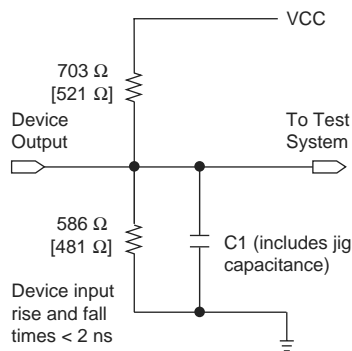 VCC
703 Ω
[521 Ω]
Device
Output
To Test
System
586 Ω
[481 Ω]
C1 (includes jig
capacitance)
Device input
rise and fall
times < 2 ns